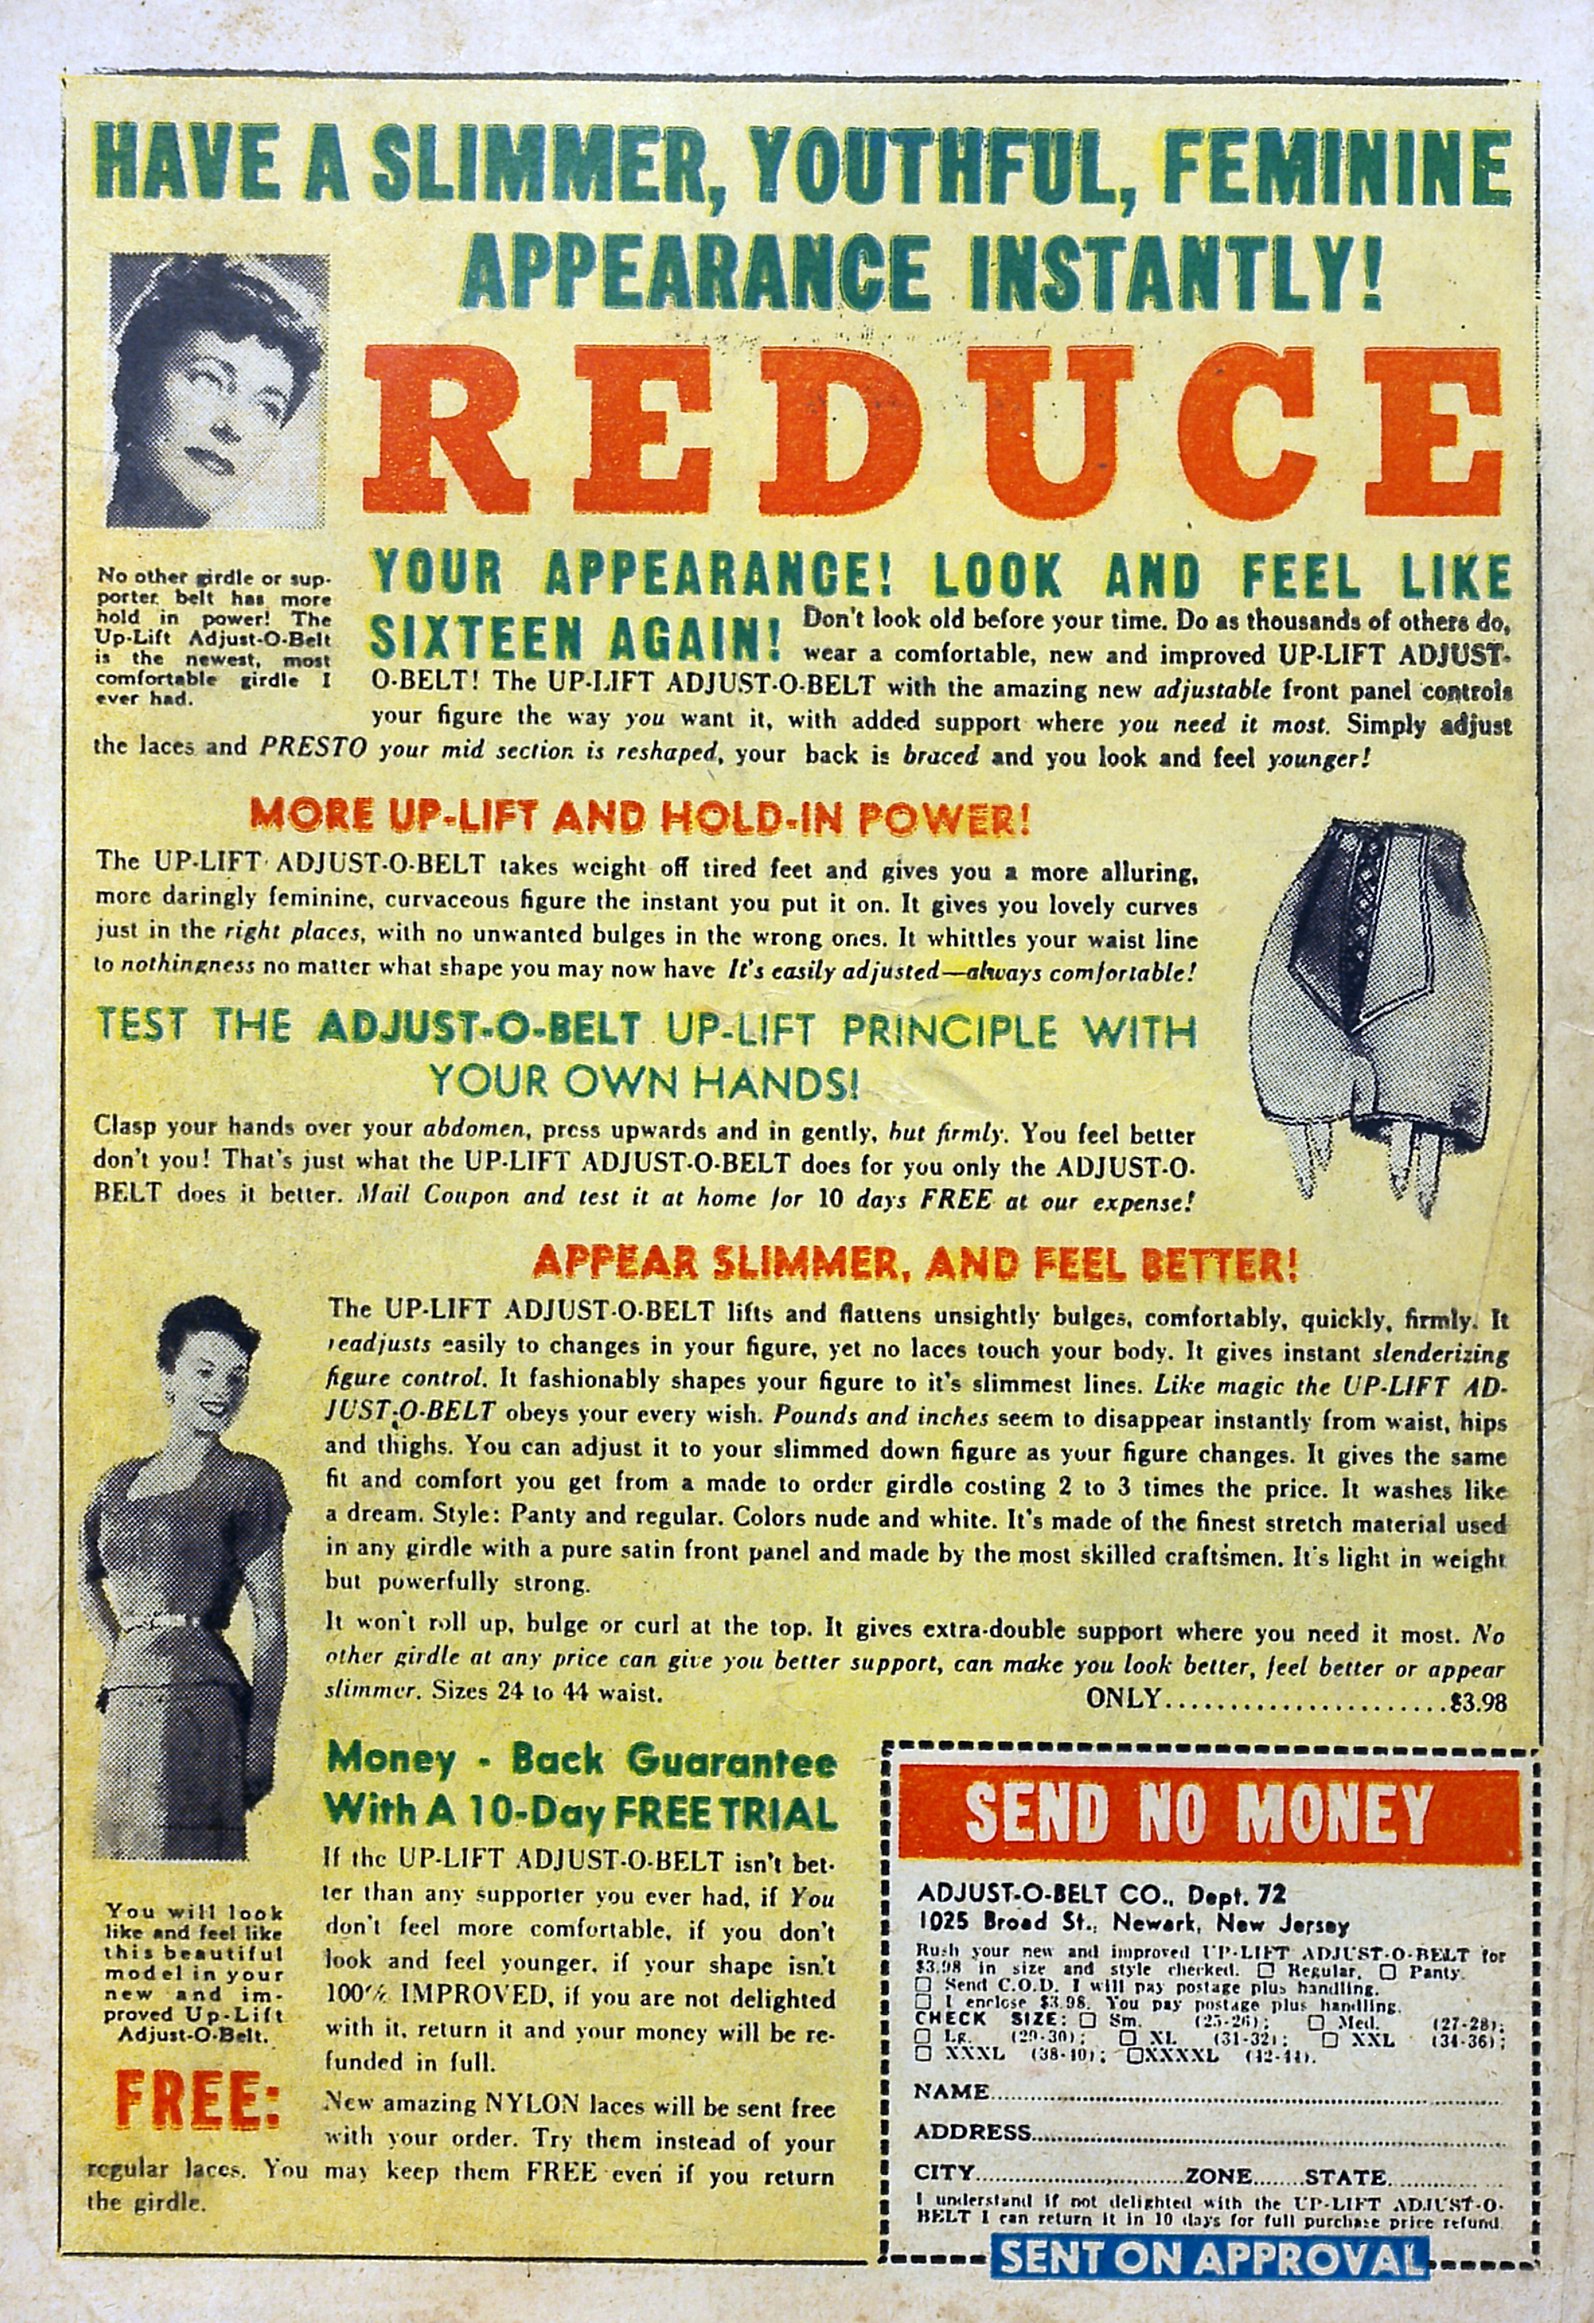 HAVE A SLIMMER, YOUTHFUL, FEMININE
APPEARANCE INSTANTLY!
REDUCE
No other girdle or sup-
porter belt has more
hold in power! The
Up-Lift Adjust-O-Belt
is the newest, most
comfortable girdle I
ever had.
YOUR APPEARANCE! LOOK AND FEEL LIKE
SIXTEEN AGAIN!
Don't look old before your time. Do as thousands of others do,
wear a comfortable, new and improved UP-LIFT ADJUST-
O-BELT! The UP-LIFT ADJUST-O-BELT with the amazing new adjustable front panel controls
your figure the way you want it, with added support where you need it most. Simply adjust
the laces and PRESTO your mid section is reshaped, your back is braced and you look and feel younger!
MORE UP-LIFT AND HOLD-IN POWER!
The UP-LIFT ADJUST-O-BELT takes weight off tired feet and gives you a more alluring,
more daringly feminine, curvaceous figure the instant you put it on. It gives you lovely curves
just in the right places, with no unwanted bulges in the wrong ones. It whittles your waist line
to nothingness no matter what shape you may now have It's easily adjusted—always comfortable!
TEST THE ADJUST-O-BELT UP-LIFT PRINCIPLE WITH
YOUR OWN HANDS!
Clasp your hands over your abdomen, press upwards and in gently, but firmly. You feel better
don't you! That's just what the UP-LIFT ADJUST-O-BELT does for you only the ADJUST-O-
BELT does it better. Mail Coupon and test it at home for 10 days FREE at our expense!
APPEAR SLIMMER, AND FEEL BETTER!
The UP-LIFT ADJUST-O-BELT lifts and flattens unsightly bulges, comfortably, quickly, firmly. It
readjusts easily to changes in your figure, yet no laces touch your body. It gives instant slenderizing
figure control. It fashionably shapes your figure to it's slimmest lines. Like magic the UP-LIFT AD-
JUST-O-BELT obeys your every wish. Pounds and inches seem to disappear instantly from waist, hips
and thighs. You can adjust it to your slimmed down figure as your figure changes. It gives the same
fit and comfort you get from a made to order girdle costing 2 to 3 times the price. It washes like
a dream. Style: Panty and regular. Colors nude and white. It's made of the finest stretch material used
in any girdle with a pure satin front panel and made by the most skilled craftsmen. It's light in weight
but powerfully strong.
It won't roll up, bulge or curl at the top. It gives extra-double support where you need it most. No
other girdle at any price can give you better support, can make you look better, feel better or appear
slimmer. Sizes 24 to 44 waist.
ONLY......................$3.98
You will look
like and feel like
this beautiful
model in your
new and im-
proved Up-Lift
Adjust-O-Belt.
Money - Back Guarantee
With A 10-Day FREE TRIAL
If the UP-LIFT ADJUST-O-BELT isn't bet-
ter than any supporter you ever had, if You
don't feel more comfortable, if you don't
look and feel younger, if your shape isn't
100% IMPROVED, if you are not delighted
with it, return it and your money will be re-
funded in full.
FREE:
New amazing NYLON laces will be sent free
with your order. Try them instead of your
regular laces. You may keep them FREE even if you return
the girdle.
SEND NO MONEY
ADJUST-O-BELT CO., Dept. 72
1025 Broad St., Newark, New Jersey
Rush your new and improved UP-LIFT ADJUST-O-BELT for
$3.98 in size and style checked. ☐ Regular, ☐ Panty.
☐ Send C.O.D. I will pay postage plus handling.
☐ I enclose $3.98. You pay postage plus handling.
CHECK SIZE: ☐ Sm. (25-26); ☐ Med. (27-28);
☐ Lg. (29-30); ☐ XL (31-32); ☐ XXL (34-36);
☐ XXXL (38-40); ☐XXXXL (42-44).
NAME
ADDRESS
CITY ZONE STATE
I understand if not delighted with the UP-LIFT ADJUST-O-
BELT I can return it in 10 days for full purchase price refund.
SENT ON APPROVAL